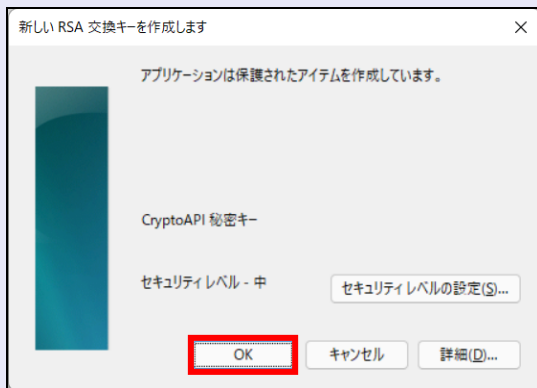 新しい RSA 交換キーを作成します
アプリケーションは保護されたアイテムを作成しています。
CryptoAPI 秘密キー
セキュリティ レベル - 中
セキュリティ レベルの設定(S)...
OK
キャンセル
詳細(D)...